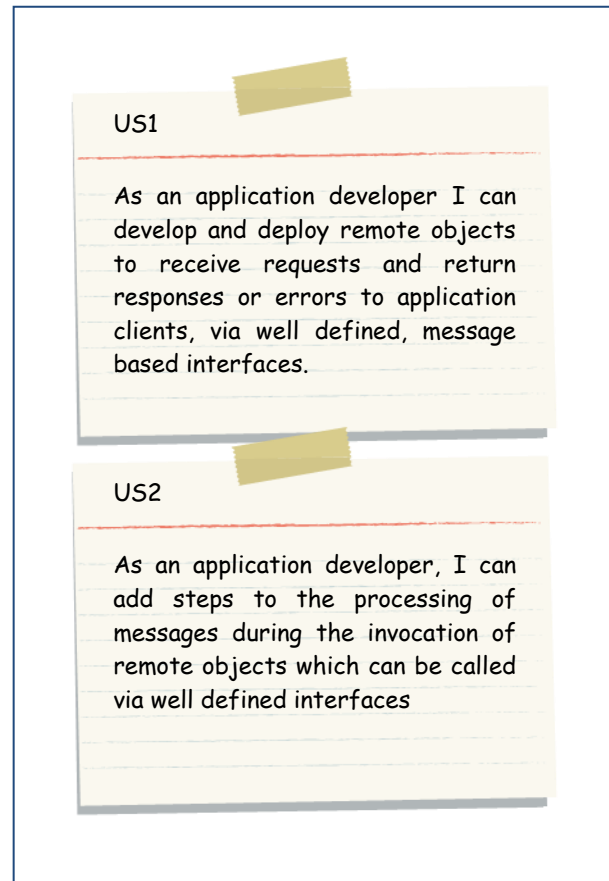 US1
As an application developer I can
develop and deploy remote objects
to receive requests and return
responses or errors to application
clients, via well defined, message
based interfaces.
US2
As an application developer, I can
add steps to the processing of
messages during the invocation of
remote objects which can be called
via well defined interfaces